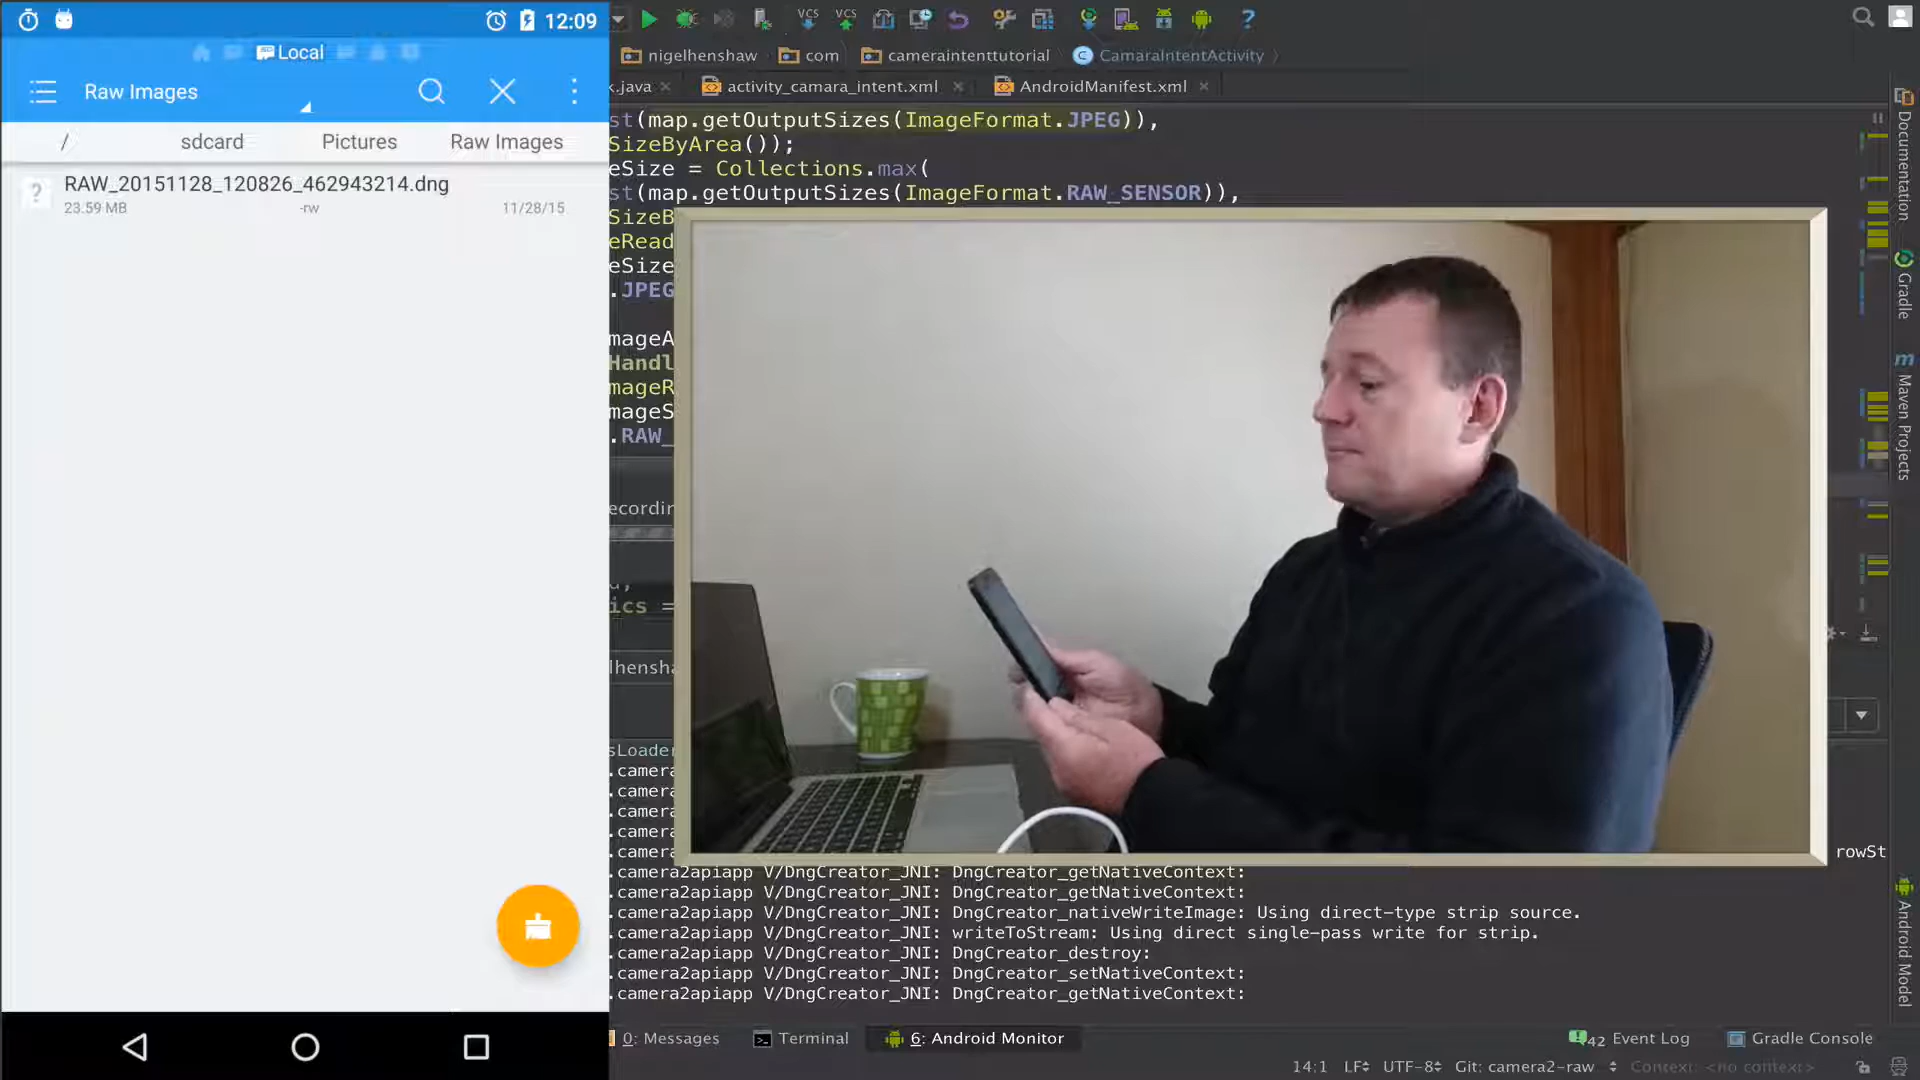 12:09
Local
Raw Images
/ sdcard Pictures Raw Images
RAW_20151128_120826_462943214.dng
23.59 MB -rw 11/28/15
VCS VCS ?
nigelhenshaw com cameraintenttutorial CamaraIntentActivity
k.java activity_camara_intent.xml AndroidManifest.xml
st(map.getOutputSizes(ImageFormat.JPEG)),
SizeByArea());
eSize = Collections.max(
st(map.getOutputSizes(ImageFormat.RAW_SENSOR)),
SizeB
eRead
eSize
.JPEG
mageA
Handl
mageR
mageS
.RAW_
ecordin
ics =
lhensha
sLoader
.camera
.camera
.camera
.camera
.camera rowSt
.camera2apiapp V/DngCreator_JNI: DngCreator_getNativeContext:
.camera2apiapp V/DngCreator_JNI: DngCreator_getNativeContext:
.camera2apiapp V/DngCreator_JNI: DngCreator_nativeWriteImage: Using direct-type strip source.
.camera2apiapp V/DngCreator_JNI: writeToStream: Using direct single-pass write for strip.
.camera2apiapp V/DngCreator_JNI: DngCreator_destroy:
.camera2apiapp V/DngCreator_JNI: DngCreator_setNativeContext:
.camera2apiapp V/DngCreator_JNI: DngCreator_getNativeContext:
0: Messages Terminal 6: Android Monitor 42 Event Log Gradle Console
14:1 LF UTF-8 Git: camera2-raw Context: <no context>
Documentation
Gradle
m Maven Projects
Android Model